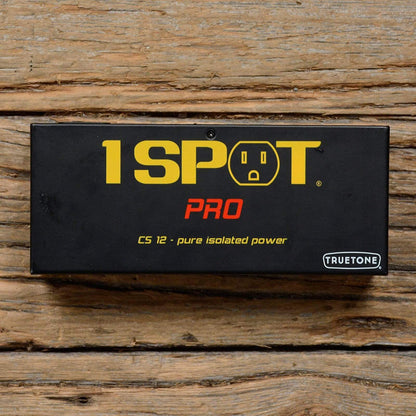 1 SPOT®
PRO
CS 12 - pure isolated power
TRUETONE®